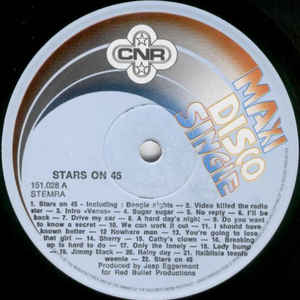 CNR
MAXI
DISCO
SINGLE
STARS ON 45
151.028 A
STEMRA
1. Stars on 45 - Including : Boogie nights - 2. Video killed the radio
star - 3. Intro «Venus» - 4. Sugar sugar - 5. No reply - 6. I'll be
back - 7. Drive my car - 8. A hard day's night - 9. Do you want
to know a secret - 10. We can work it out - 11. I should have
known better - 12. Nowhere man - 13. You're going to lose
that girl - 14. Sherry - 15. Cathy's clown - 16. Breaking
up is hard to do - 17. Only the lonely - 18. Lady bump
- 19. Jimmy Mack - 20. Rainy day - 21. Itsibitsie teenie
weenie - 22. Stars on 45
Produced by Jaap Eggermont
for Red Bullet Productions